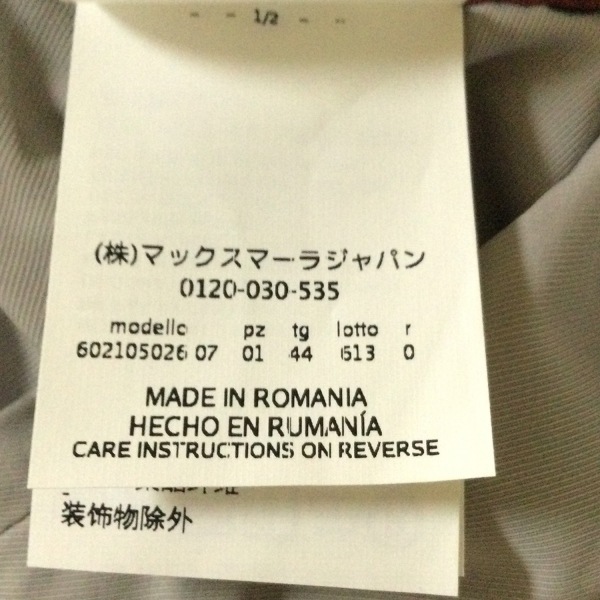 - - 1/2 - -
(株)マックスマーラジャパン
0120-030-535
modello pz tg lotto r
602105026 07 01 44 613 0
MADE IN ROMANIA
HECHO EN RUMANÍA
CARE INSTRUCTIONS ON REVERSE
装饰物除外